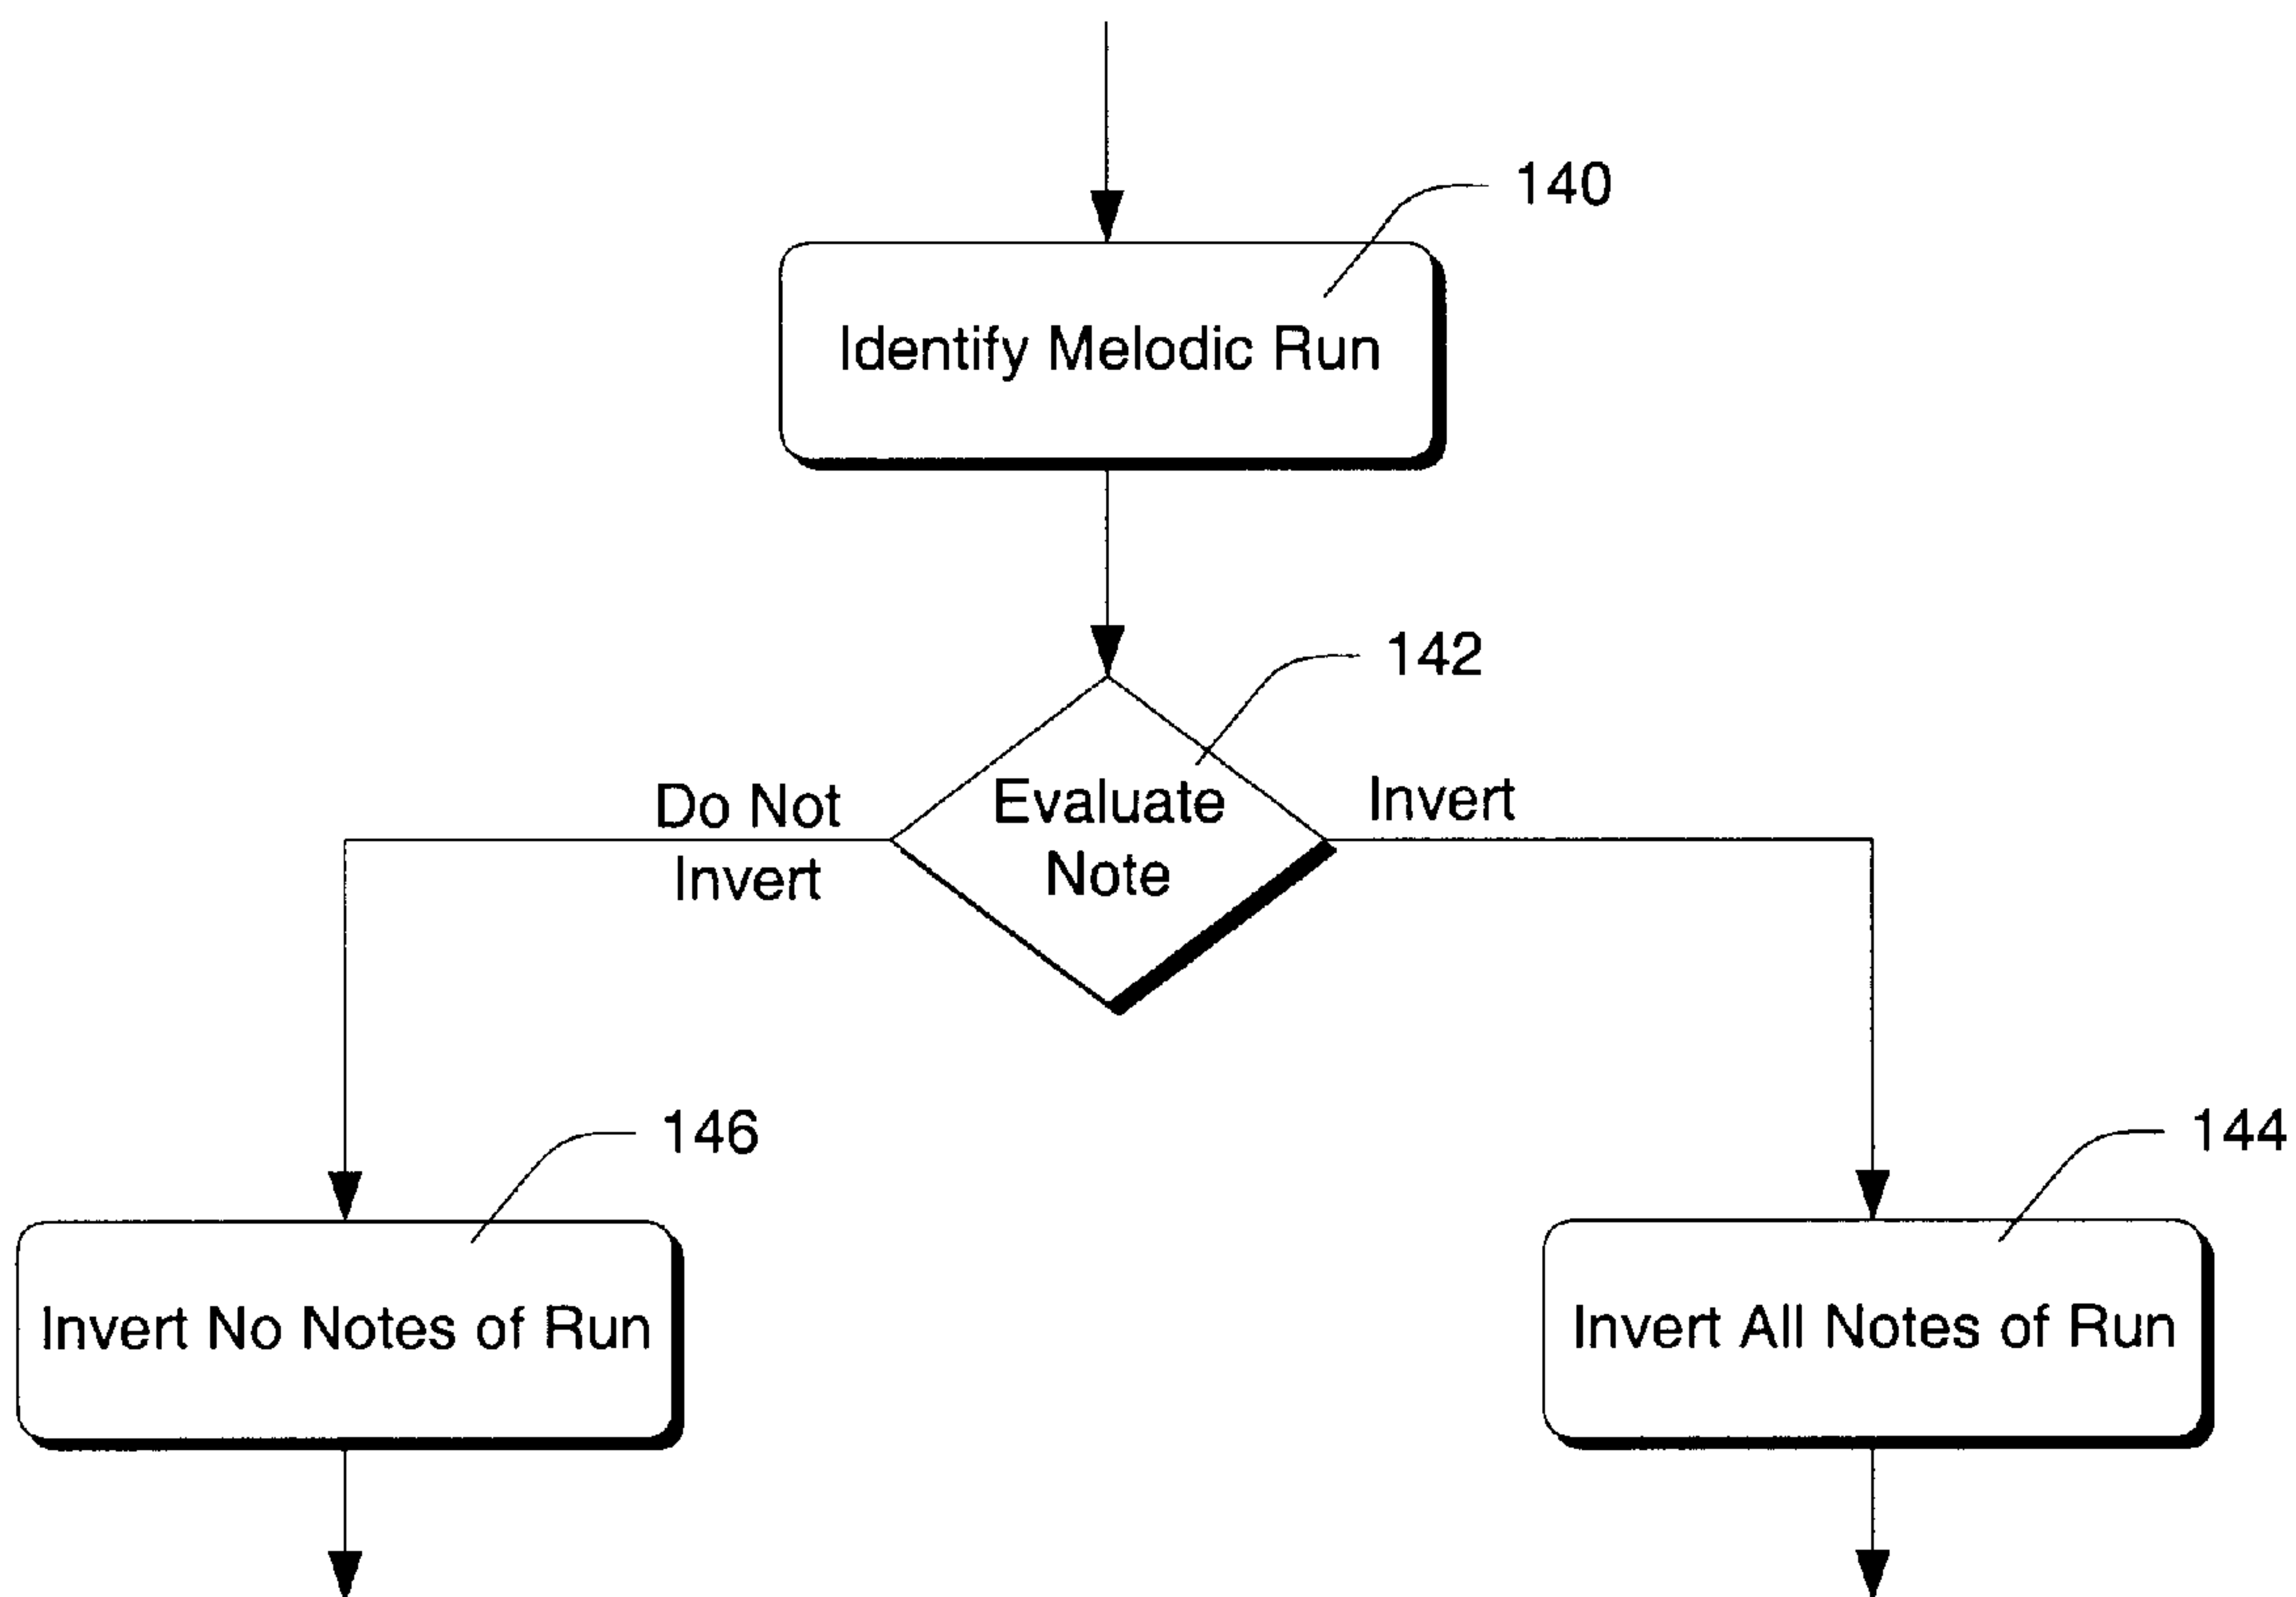 140
Identify Melodic Run
142
Do Not
Invert
Evaluate
Note
Invert
146
144
Invert No Notes of Run
Invert All Notes of Run